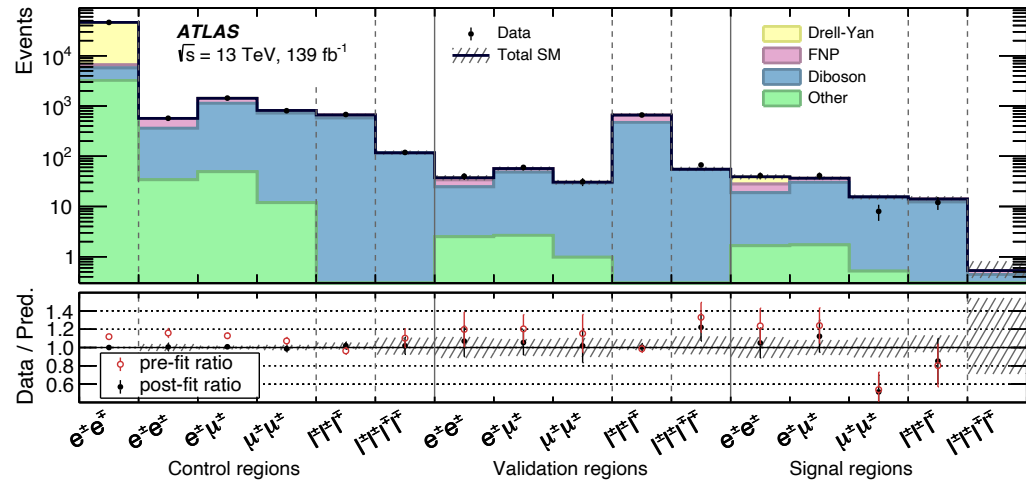 ATLAS
√s = 13 TeV, 139 fb⁻¹
Data
Total SM
Drell-Yan
FNP
Diboson
Other
Events
10⁴
10³
10²
10
1
Data / Pred.
1.4
1.2
1.0
0.8
0.6
pre-fit ratio
post-fit ratio
e±e∓ e±e± e±μ± μ±μ± l±l±l∓ l±l±l∓l∓ e±e± e±μ± μ±μ± l±l±l∓ l±l±l∓l∓ e±e± e±μ± μ±μ± l±l±l∓ l±l±l∓l∓
Control regions Validation regions Signal regions